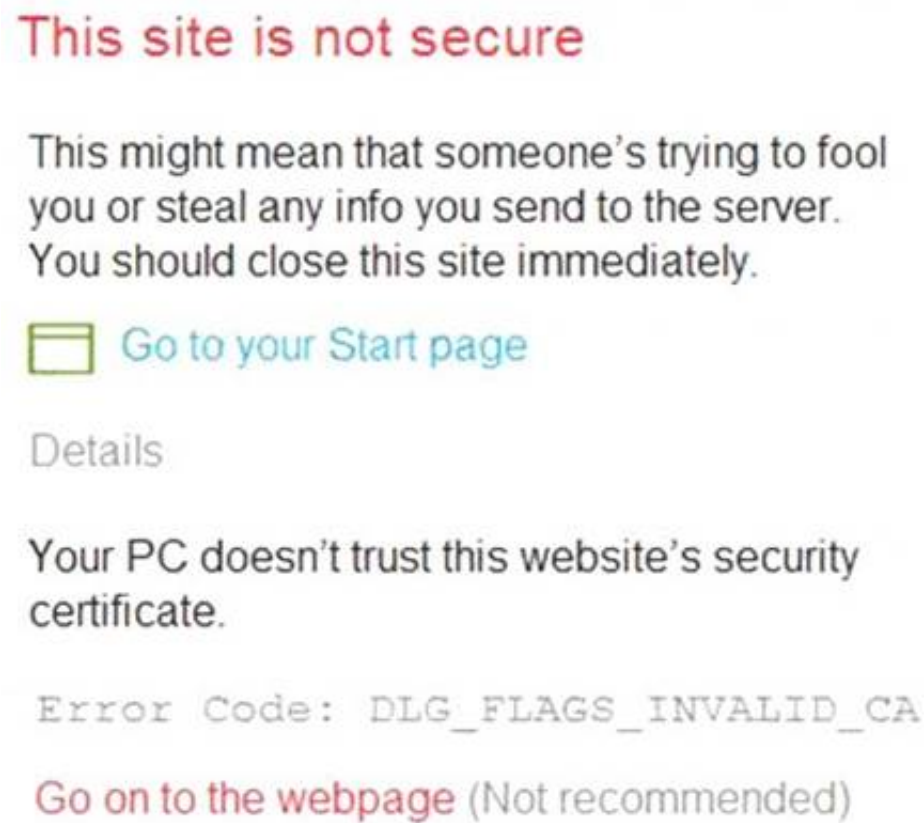 This site is not secure
This might mean that someone's trying to fool
you or steal any info you send to the server.
You should close this site immediately.
Go to your Start page
Details
Your PC doesn't trust this website's security
certificate.
Error Code: DLG_FLAGS_INVALID_CA
Go on to the webpage (Not recommended)